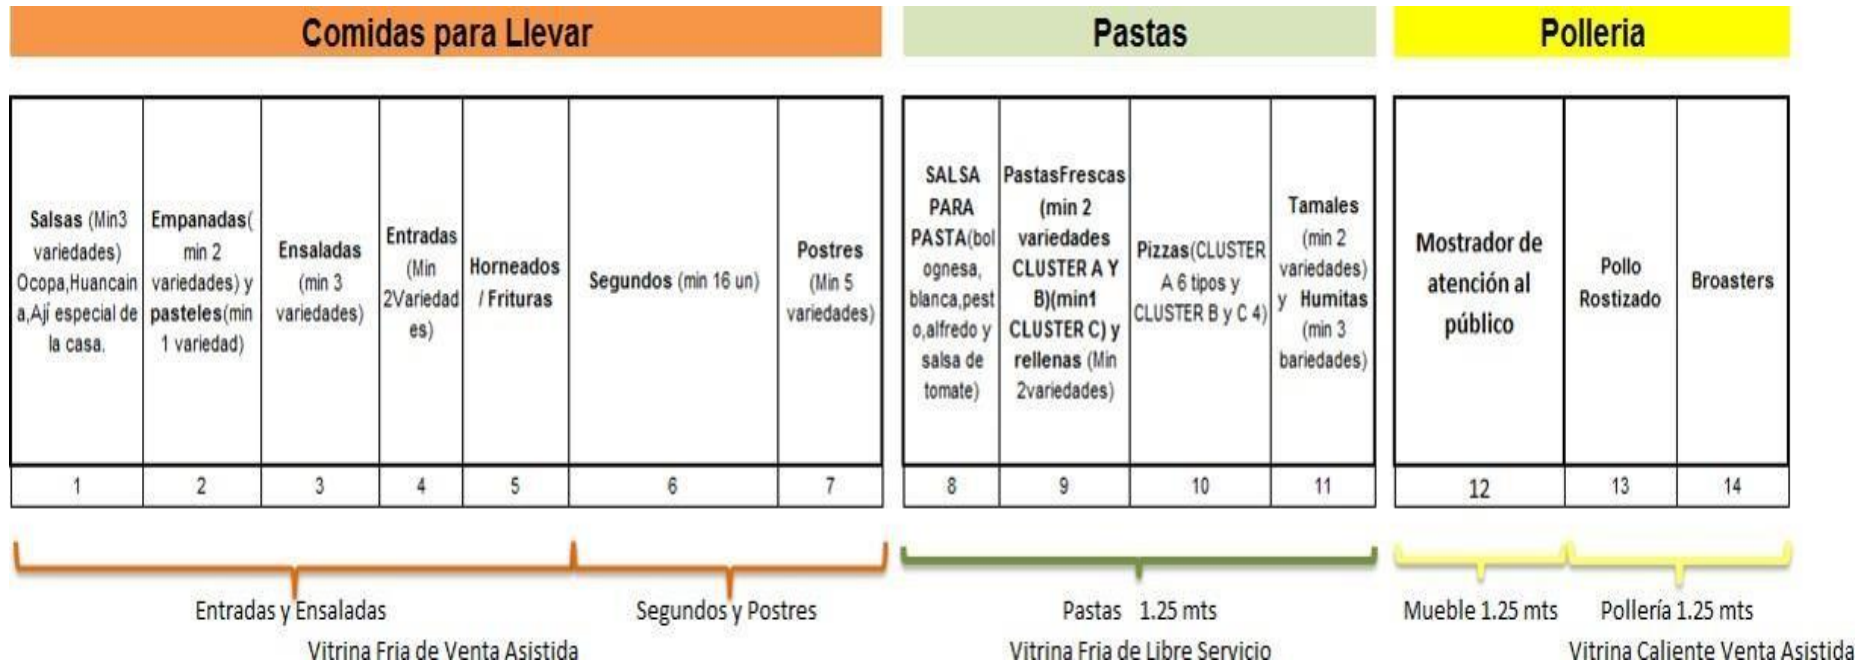 Comidas para Llevar
Pastas
Polleria
Salsas (Min3
variedades)
Ocopa,Huancain
a,Ají especial de
la casa.
Empanadas(
min 2
variedades) y
pasteles(min
1 variedad)
Ensaladas
(min 3
variedades)
Entradas
(Min
2Variedad
es)
Horneados
/ Frituras
Segundos (min 16 un)
Postres
(Min 5
variedades)
SALSA
PARA
PASTA(bol
ognesa,
blanca,pest
o,alfredo y
salsa de
tomate)
PastasFrescas
(min 2
variedades
CLUSTER A Y
B)(min1
CLUSTER C) y
rellenas (Min
2variedades)
Pizzas(CLUSTER
A 6 tipos y
CLUSTER B y C 4)
Tamales
(min 2
variedades)
y Humitas
(min 3
bariedades)
Mostrador de
atención al
público
Pollo
Rostizado
Broasters
1 2 3 4 5 6 7 8 9 10 11 12 13 14
Entradas y Ensaladas
Segundos y Postres
Pastas 1.25 mts
Mueble 1.25 mts
Pollería 1.25 mts
Vitrina Fria de Venta Asistida
Vitrina Fria de Libre Servicio
Vitrina Caliente Venta Asistida